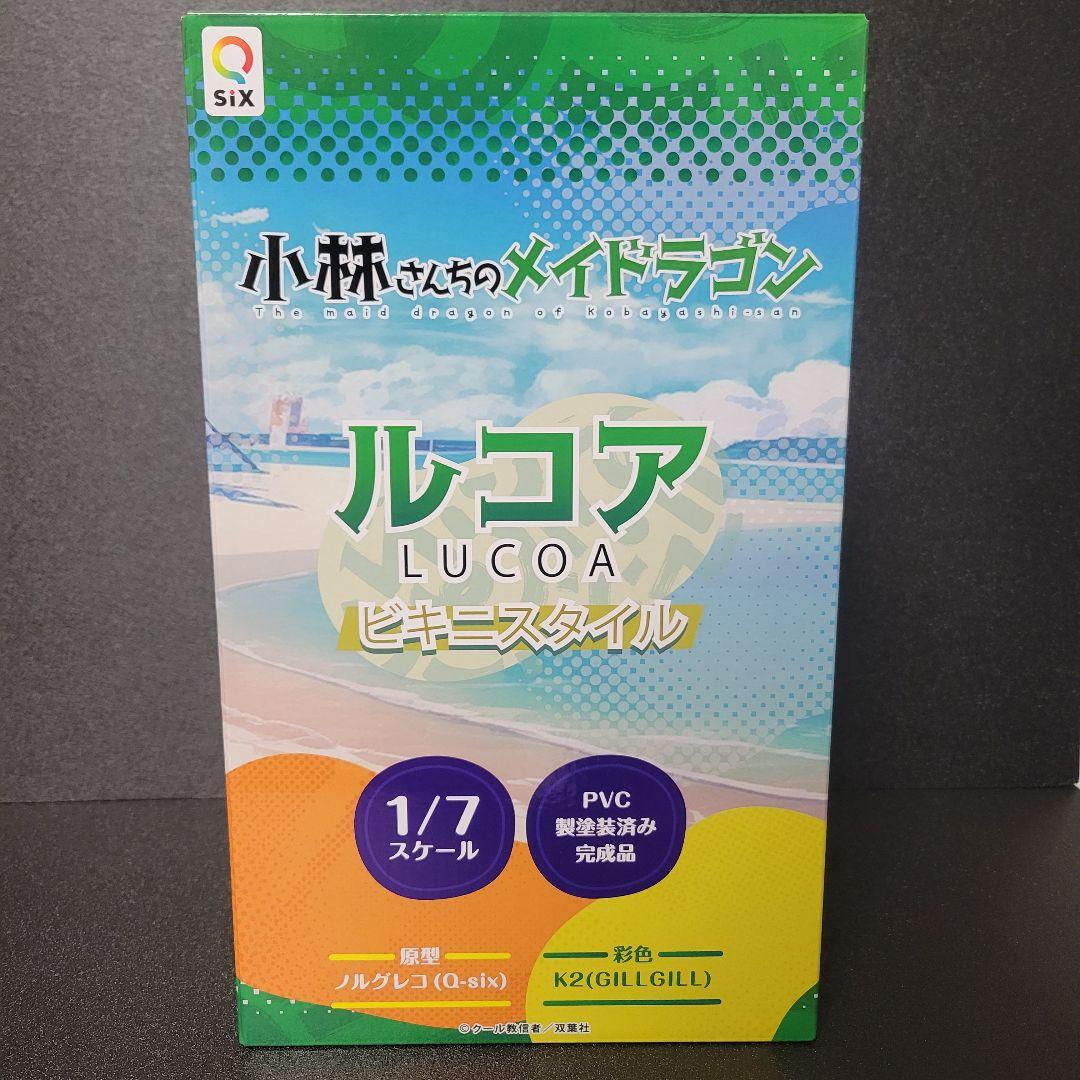 Q
SiX
小林さんちのメイドラゴン
The maid dragon of Kobayashi-san
ルコア
LUCOA
ビキニスタイル
1/7
スケール
PVC
製塗装済み
完成品
原型
ノルグレコ(Q-six)
彩色
K2(GILLGILL)
©クール教信者/双葉社